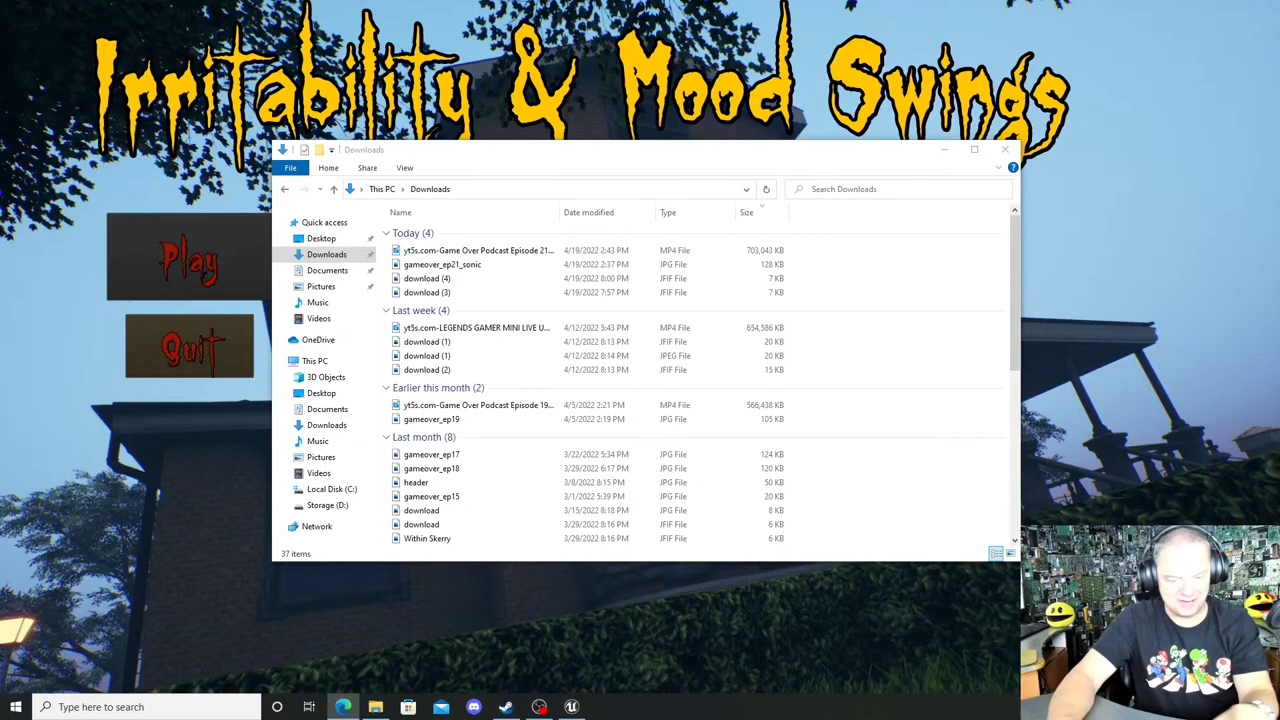 Irritability & Mood Swings
Play
Quit
Downloads
File Home Share View
This PC Downloads
Search Downloads
Name Date modified Type Size
Quick access
Desktop
Downloads
Documents
Pictures
Music
Videos
OneDrive
This PC
3D Objects
Desktop
Documents
Downloads
Music
Pictures
Videos
Local Disk (C:)
Storage (D:)
Network
Today (4)
yt5s.com-Game Over Podcast Episode 21... 4/19/2022 2:43 PM MP4 File 703,043 KB
gameover_ep21_sonic 4/19/2022 2:37 PM JPG File 128 KB
download (4) 4/19/2022 8:00 PM JFIF File 7 KB
download (3) 4/19/2022 7:57 PM JFIF File 7 KB
Last week (4)
yt5s.com-LEGENDS GAMER MINI LIVE U... 4/12/2022 5:43 PM MP4 File 654,586 KB
download (1) 4/12/2022 8:13 PM JFIF File 20 KB
download (1) 4/12/2022 8:14 PM JPEG File 20 KB
download (2) 4/12/2022 8:13 PM JFIF File 15 KB
Earlier this month (2)
yt5s.com-Game Over Podcast Episode 19... 4/5/2022 2:21 PM MP4 File 566,438 KB
gameover_ep19 4/5/2022 2:19 PM JPG File 105 KB
Last month (8)
gameover_ep17 3/22/2022 5:34 PM JPG File 124 KB
gameover_ep18 3/29/2022 6:17 PM JPG File 120 KB
header 3/8/2022 8:15 PM JPG File 50 KB
gameover_ep15 3/1/2022 5:39 PM JPG File 20 KB
download 3/15/2022 8:18 PM JPG File 8 KB
download 3/29/2022 8:16 PM JFIF File 6 KB
Within Skerry 3/29/2022 8:16 PM JFIF File 6 KB
37 items
Type here to search